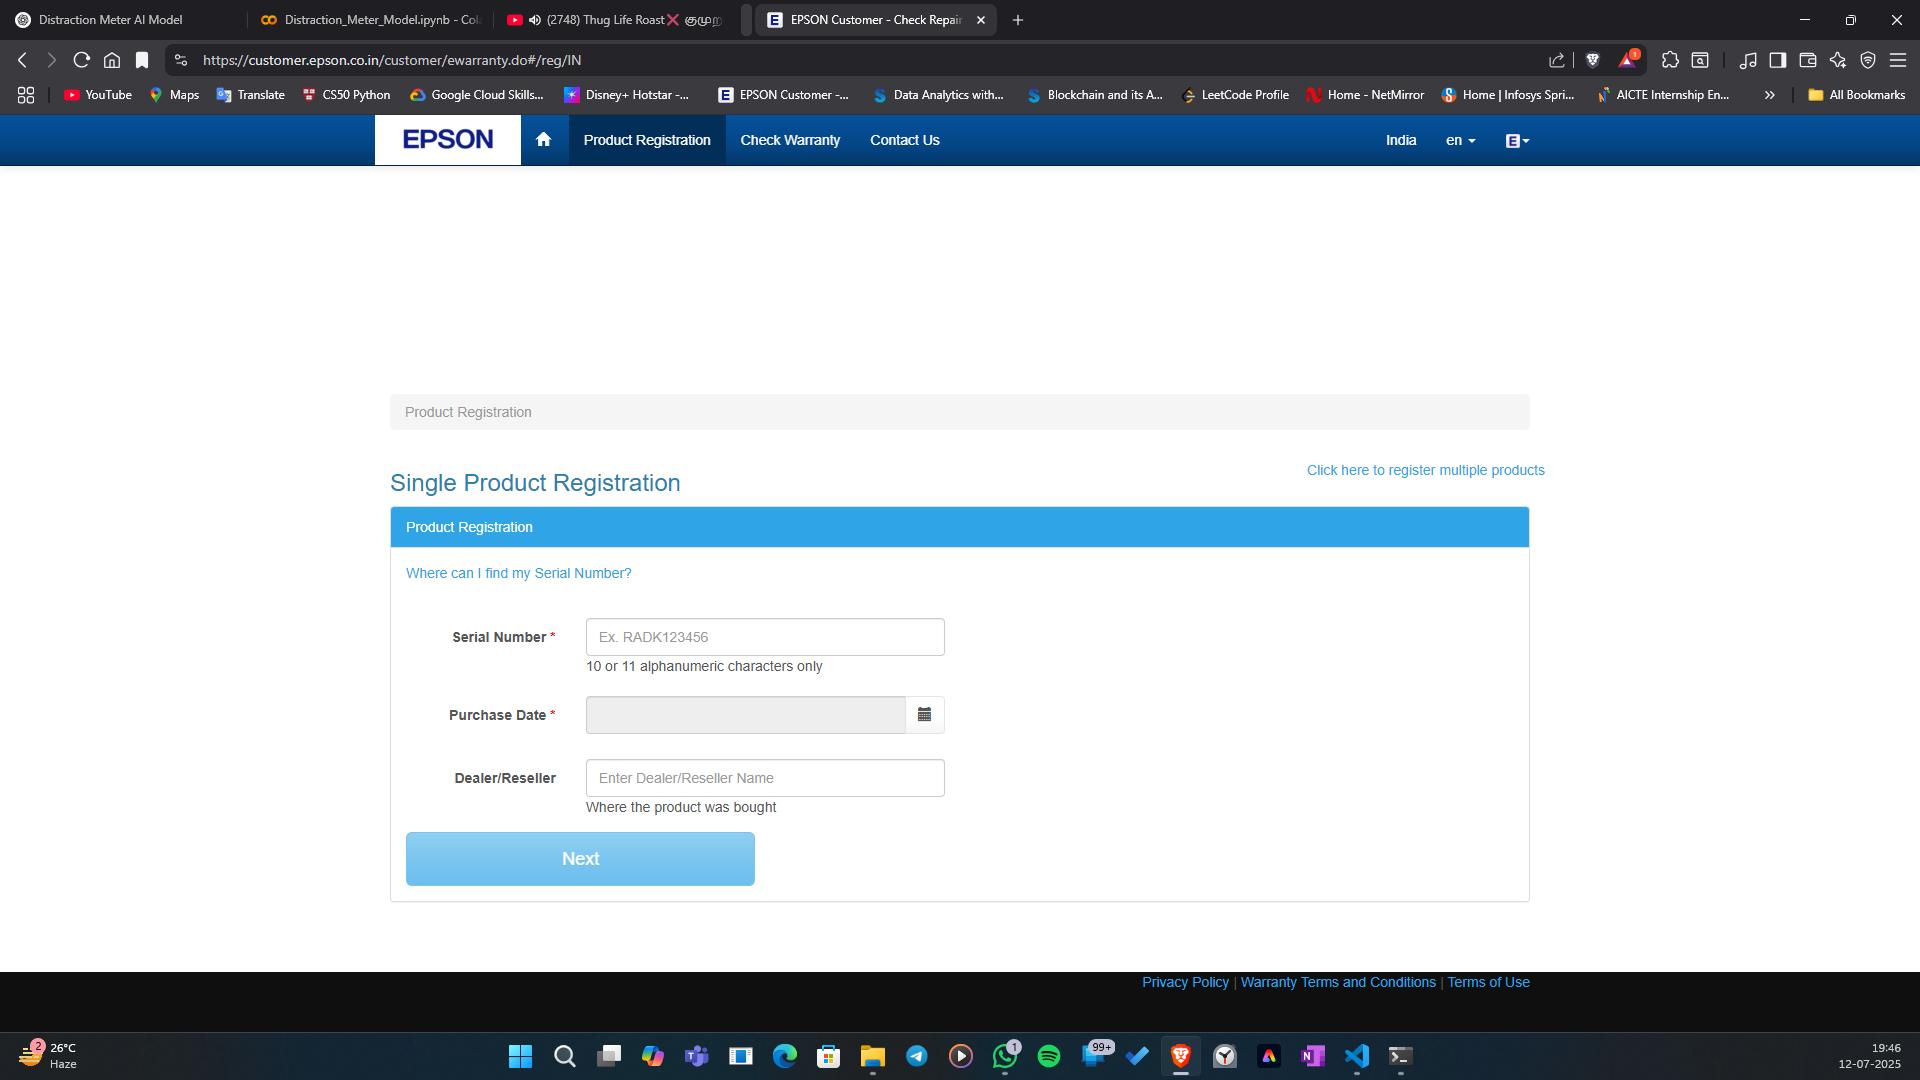 Distraction Meter AI Model
Distraction_Meter_Model.ipynb - Col
(2748) Thug Life Roast❌ குமுற
EPSON Customer - Check Repair
https://customer.epson.co.in/customer/ewarranty.do#/reg/IN
1
YouTube
Maps
Translate
CS50 Python
Google Cloud Skills...
Disney+ Hotstar -...
EPSON Customer -...
Data Analytics with...
Blockchain and its A...
LeetCode Profile
Home - NetMirror
Home | Infosys Spri...
AICTE Internship En...
All Bookmarks
EPSON
Product Registration
Check Warranty
Contact Us
India
en
E
Product Registration
Single Product Registration
Click here to register multiple products
Product Registration
Where can I find my Serial Number?
Serial Number *
Ex. RADK123456
10 or 11 alphanumeric characters only
Purchase Date *
Dealer/Reseller
Enter Dealer/Reseller Name
Where the product was bought
Next
Privacy Policy | Warranty Terms and Conditions | Terms of Use
2
26°C
Haze
1
99+
19:46
12-07-2025